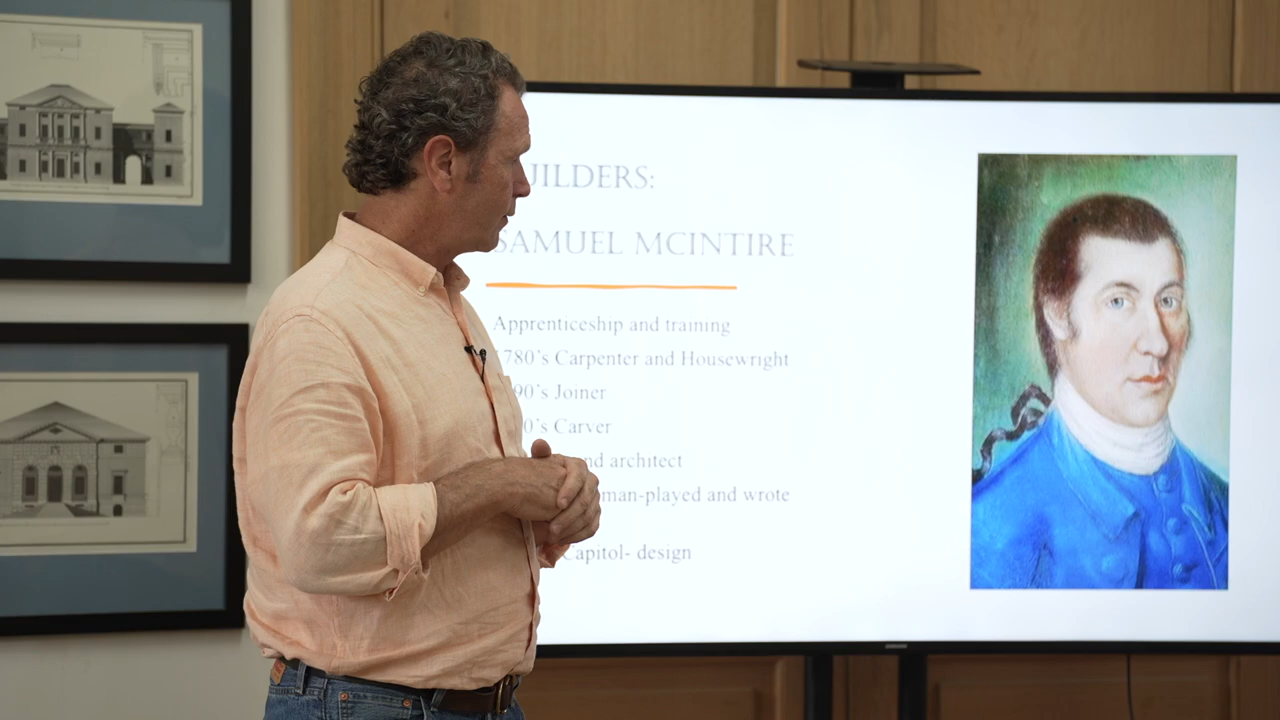 UILDERS:
SAMUEL MCINTIRE
Apprenticeship and training
780's Carpenter and Housewright
90's Joiner
0's Carver
nd architect
man-played and wrote
Capitol- design
SAMSUNG